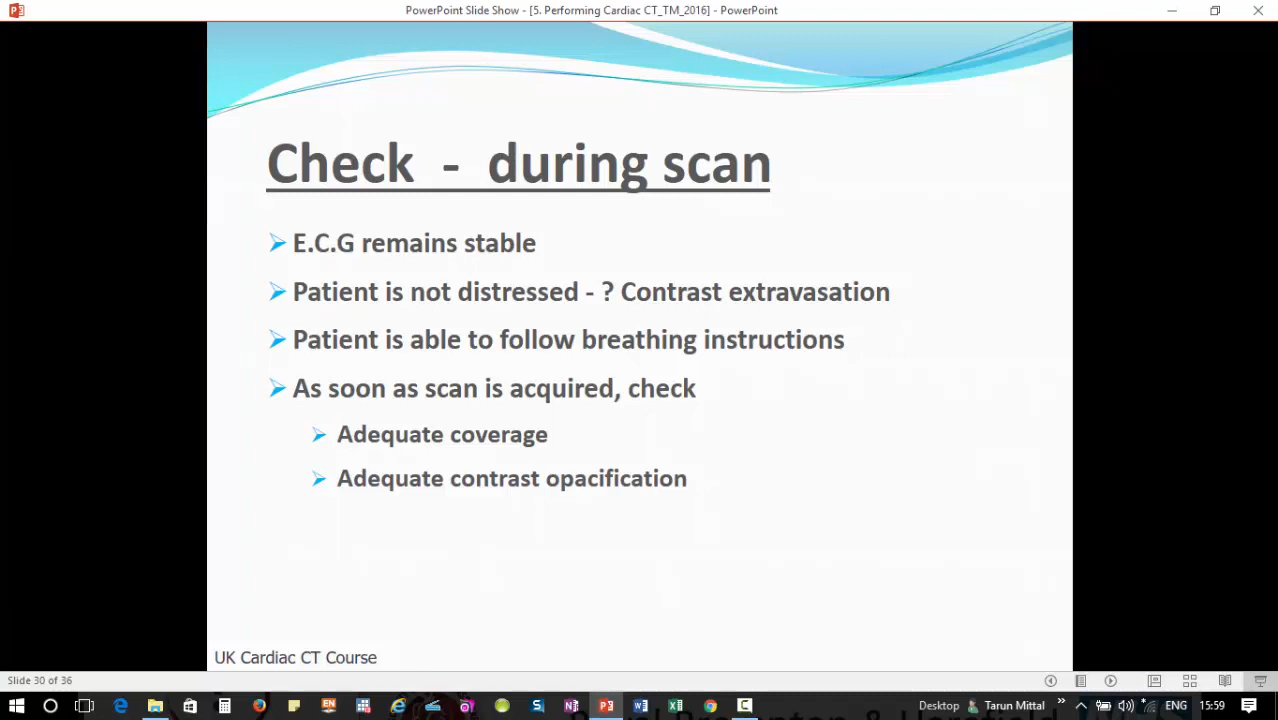 PowerPoint Slide Show - [5. Performing Cardiac CT_TM_2016] - PowerPoint
Check - during scan
E.C.G remains stable
Patient is not distressed - ? Contrast extravasation
Patient is able to follow breathing instructions
As soon as scan is acquired, check
Adequate coverage
Adequate contrast opacification
UK Cardiac CT Course
Slide 30 of 36
Desktop Tarun Mittal ENG 15:59